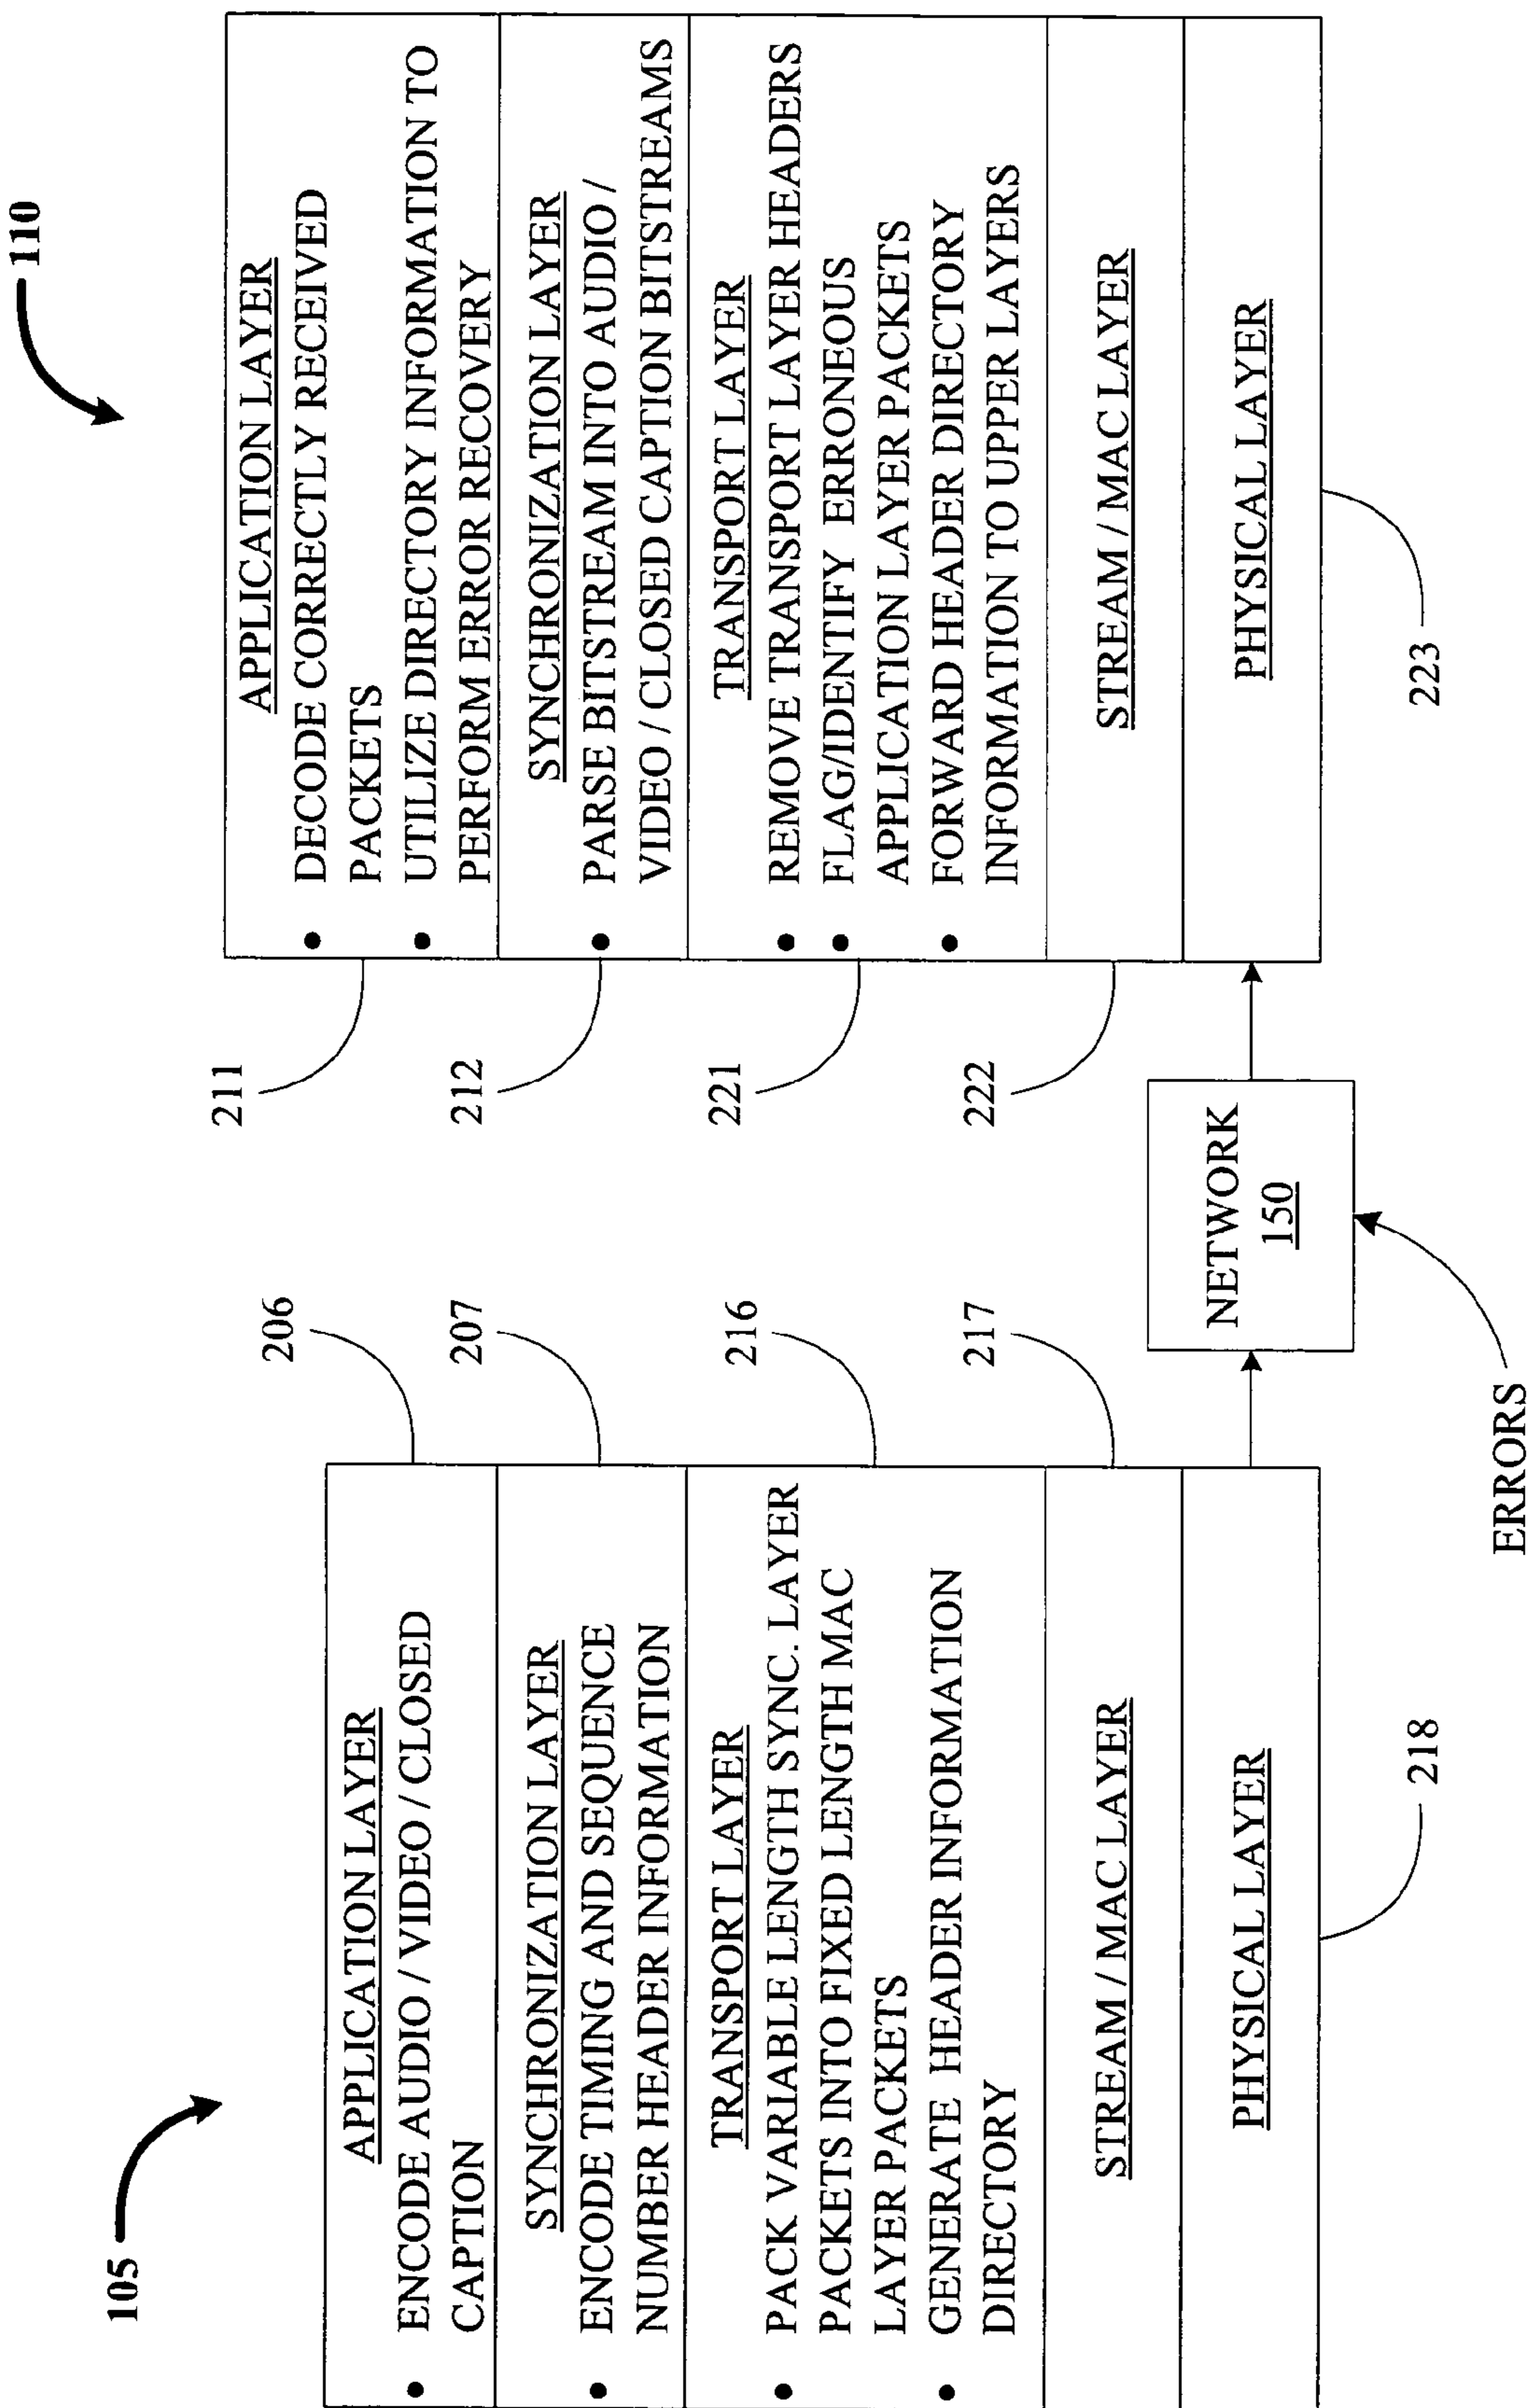 105
APPLICATION LAYER
• ENCODE AUDIO / VIDEO / CLOSED
CAPTION
SYNCHRONIZATION LAYER
• ENCODE TIMING AND SEQUENCE
NUMBER HEADER INFORMATION
TRANSPORT LAYER
• PACK VARIABLE LENGTH SYNC. LAYER
PACKETS INTO FIXED LENGTH MAC
LAYER PACKETS
• GENERATE HEADER INFORMATION
DIRECTORY
STREAM / MAC LAYER
PHYSICAL LAYER
206
207
216
217
218
NETWORK
150
ERRORS
110
APPLICATION LAYER
• DECODE CORRECTLY RECEIVED
PACKETS
• UTILIZE DIRECTORY INFORMATION TO
PERFORM ERROR RECOVERY
SYNCHRONIZATION LAYER
• PARSE BITSTREAM INTO AUDIO /
VIDEO / CLOSED CAPTION BITSTREAMS
TRANSPORT LAYER
• REMOVE TRANSPORT LAYER HEADERS
• FLAG/IDENTIFY ERRONEOUS
APPLICATION LAYER PACKETS
• FORWARD HEADER DIRECTORY
INFORMATION TO UPPER LAYERS
STREAM / MAC LAYER
PHYSICAL LAYER
211
212
221
222
223